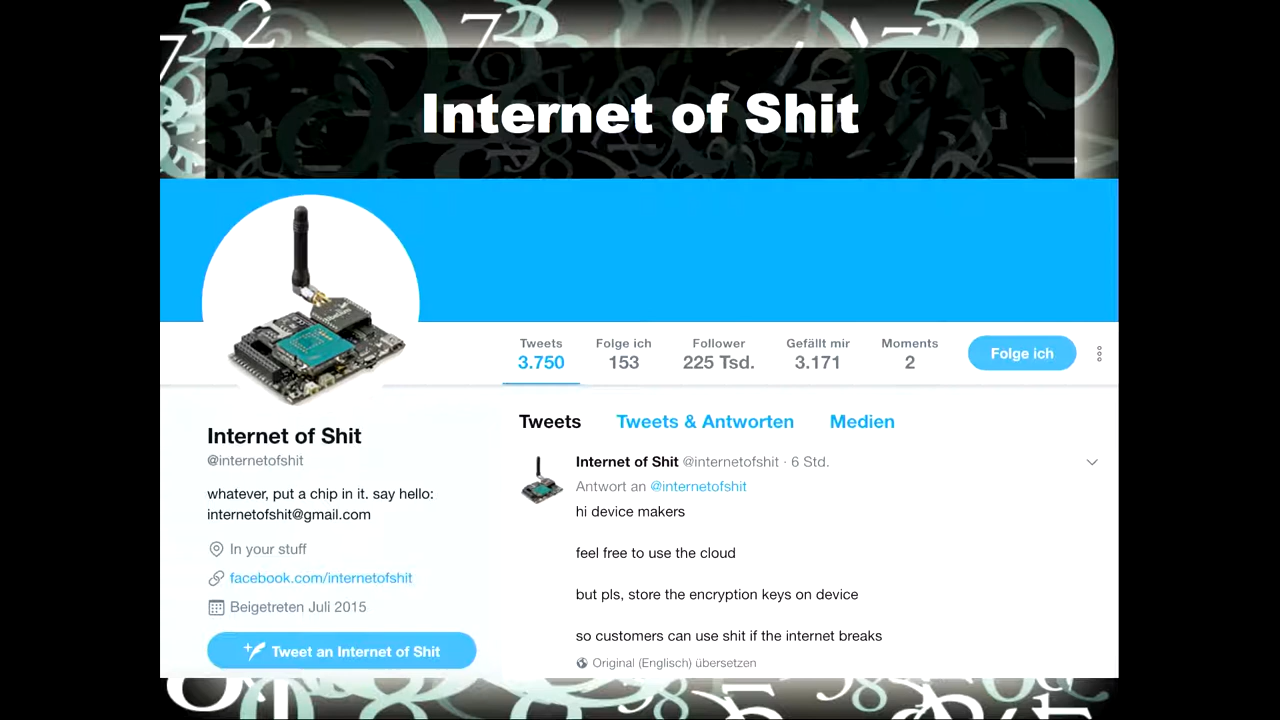 Internet of Shit
Tweets
3.750
Folge ich
153
Follower
225 Tsd.
Gefällt mir
3.171
Moments
2
Folge ich
Internet of Shit
@internetofshit
whatever, put a chip in it. say hello:
internetofshit@gmail.com
In your stuff
facebook.com/internetofshit
Beigetreten Juli 2015
Tweet an Internet of Shit
Tweets
Tweets & Antworten
Medien
Internet of Shit @internetofshit · 6 Std.
Antwort an @internetofshit
hi device makers
feel free to use the cloud
but pls, store the encryption keys on device
so customers can use shit if the internet breaks
Original (Englisch) übersetzen